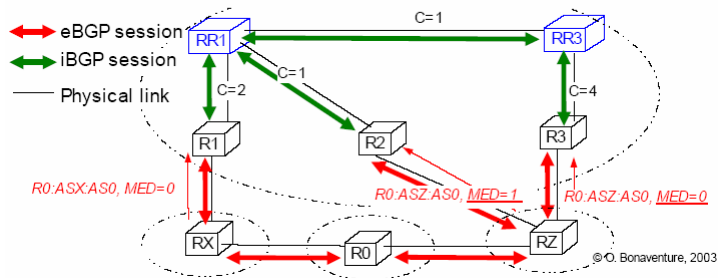 eBGP session
iBGP session
Physical link
C=1
RR1
RR3
C=2
C=1
C=4
R1
R2
R3
R0:ASX:AS0, MED=0
R0:ASZ:AS0, MED=1
R0:ASZ:AS0, MED=0
RX
R0
RZ
© O. Bonaventure, 2003